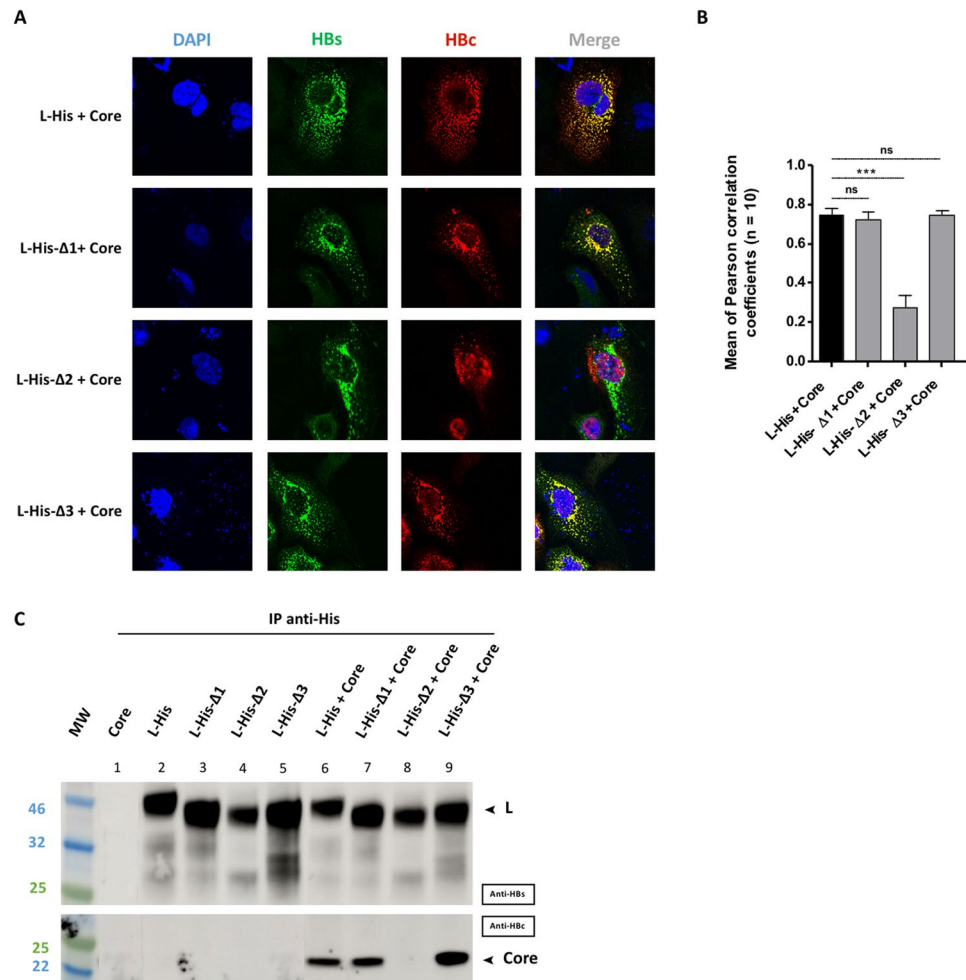 A
DAPI HBs HBc Merge
L-His + Core
L-His-Δ1+ Core
L-His-Δ2 + Core
L-His-Δ3 + Core
B
Mean of Pearson correlation
coefficients (n = 10)
1.0
0.8
0.6
0.4
0.2
0.0
ns
***
ns
L-His+Core
L-His- Δ1+Core
L-His- Δ2+Core
L-His- Δ3+Core
C
IP anti-His
MW Core L-His L-His-Δ1 L-His-Δ2 L-His-Δ3 L-His + Core L-His-Δ1 + Core L-His-Δ2 + Core L-His-Δ3 + Core
1 2 3 4 5 6 7 8 9
46 L
32
25
Anti-HBs
Anti-HBc
25
22 Core